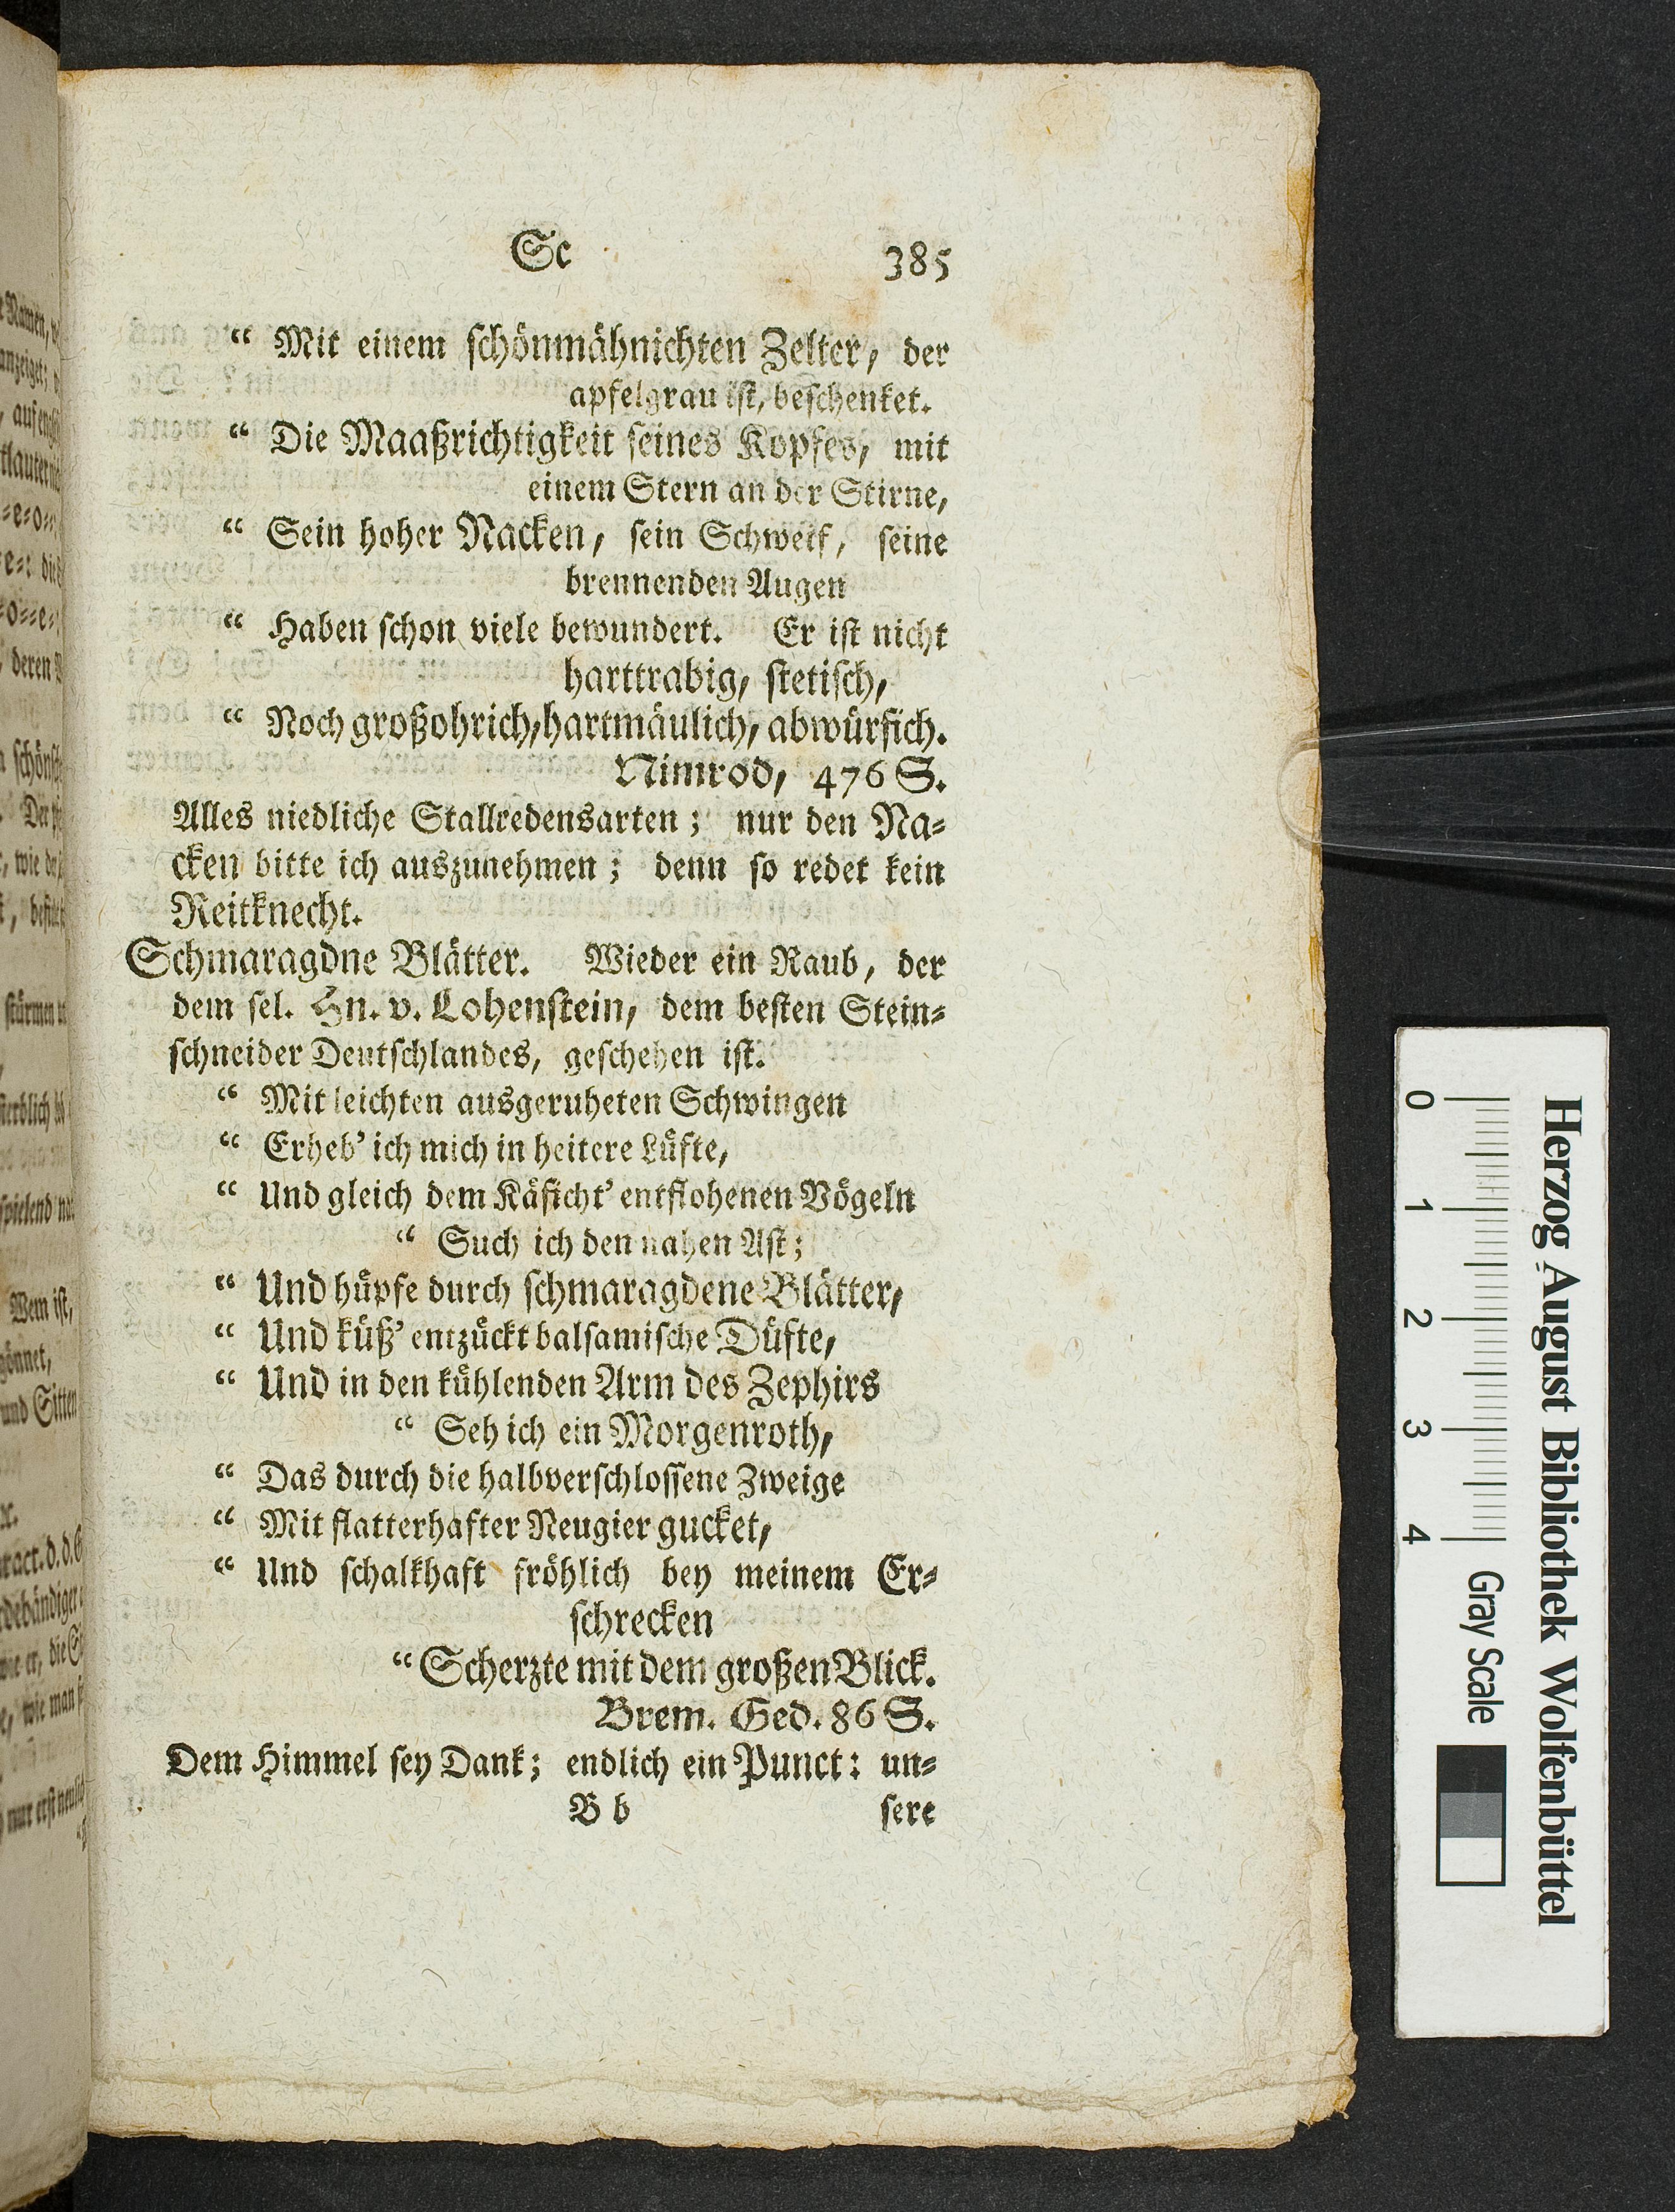 Sc 385
“ Mit einem ſchönmähnichten Zelter, der
apfelgrau iſt, beſchenket.
“ Die Maaßrichtigkeit ſeines Kopfes, mit
einem Stern an der Stirne,
“ Sein hoher Nacken, ſein Schweif, ſeine
brennenden Augen
“ Haben ſchon viele bewundert. Er iſt nicht
harttrabig, ſtetiſch,
“ Noch großohrich, hartmäulich, abwürfich.
Nimrod, 476 S.
Alles niedliche Stallredensarten; nur den Na⸗
cken bitte ich auszunehmen; denn ſo redet kein
Reitknecht.
Schmaragdne Blätter. Wieder ein Raub, der
dem ſel. Hn. v. Lohenſtein, dem beſten Stein⸗
ſchneider Deutſchlandes, geſchehen iſt.
“ Mit leichten ausgeruheten Schwingen
“ Erheb’ ich mich in heitere Lüfte,
“ Und gleich dem Käficht’ entflohenen Vögeln
“ Such ich den nahen Aſt;
“ Und hüpfe durch ſchmaragdene Blätter,
“ Und küß’ entzückt balſamiſche Düfte,
“ Und in den kühlenden Arm des Zephirs
“ Seh ich ein Morgenroth,
“ Das durch die halbverſchloſſene Zweige
“ Mit flatterhafter Neugier gucket,
“ Und ſchalkhaft fröhlich bey meinem Er⸗
ſchrecken
“ Scherzte mit dem großen Blick.
Brem. Ged. 86 S.
Dem Himmel ſey Dank; endlich ein Punct: un⸗
B b ſere
Herzog August Bibliothek Wolfenbüttel
0 1 2 3 4 Gray Scale